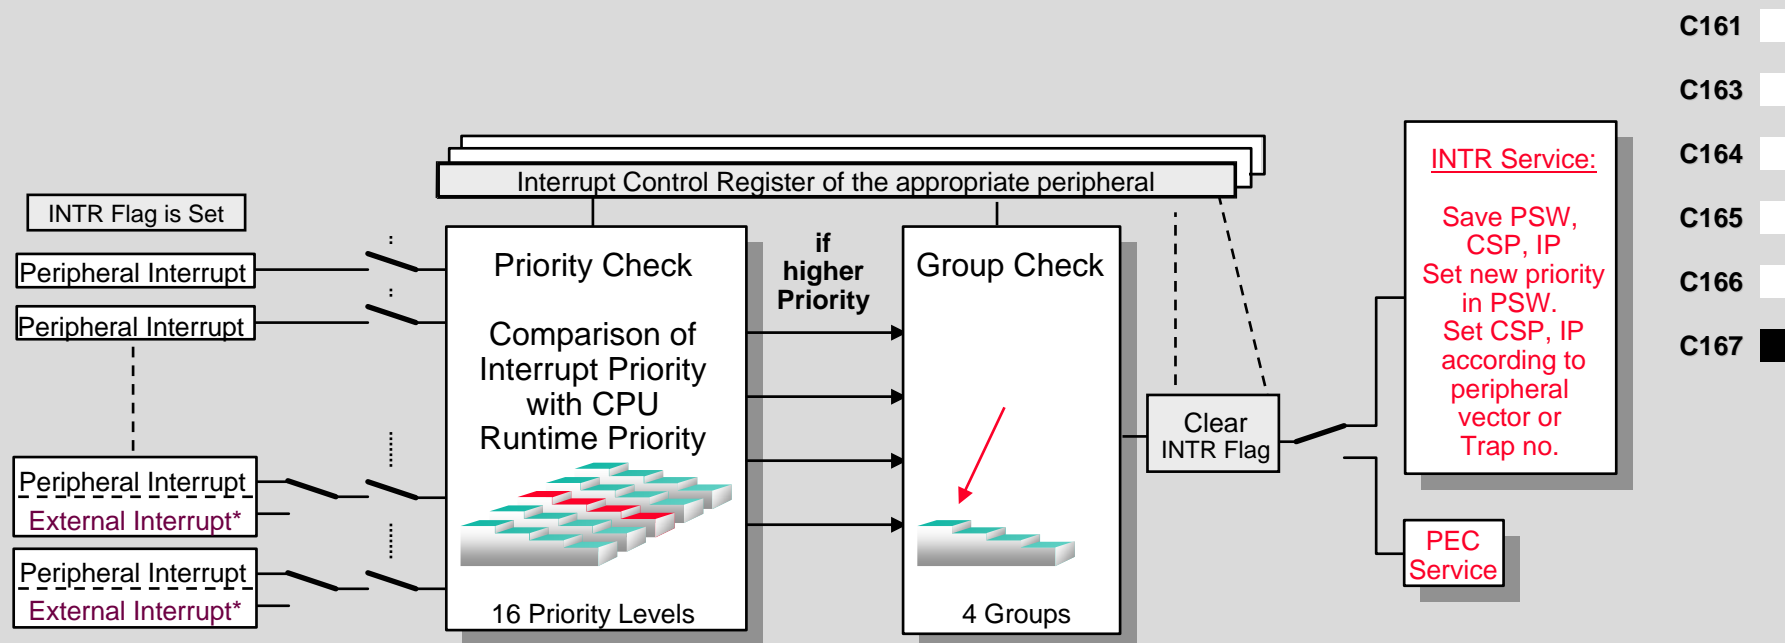 C161
C163
C164
C165
C166
C167
Interrupt Control Register of the appropriate peripheral
INTR Flag is Set
Peripheral Interrupt
Peripheral Interrupt
Peripheral Interrupt
External Interrupt*
Peripheral Interrupt
External Interrupt*
Priority Check
Comparison of
Interrupt Priority
with CPU
Runtime Priority
16 Priority Levels
if
higher
Priority
Group Check
4 Groups
Clear
INTR Flag
INTR Service:
Save PSW,
CSP, IP
Set new priority
in PSW.
Set CSP, IP
according to
peripheral
vector or
Trap no.
PEC
Service